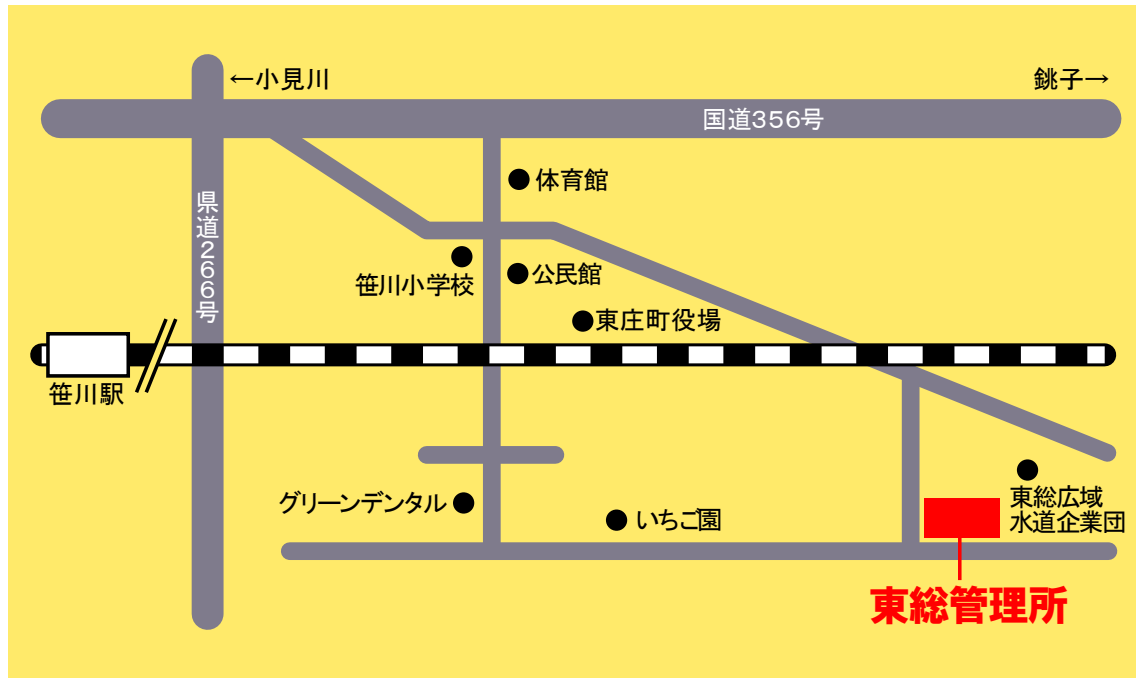 ←小見川
銚子→
国道356号
体育館
県道266号
笹川小学校
公民館
東庄町役場
笹川駅
グリーンデンタル
いちご園
東総広域
水道企業団
東総管理所